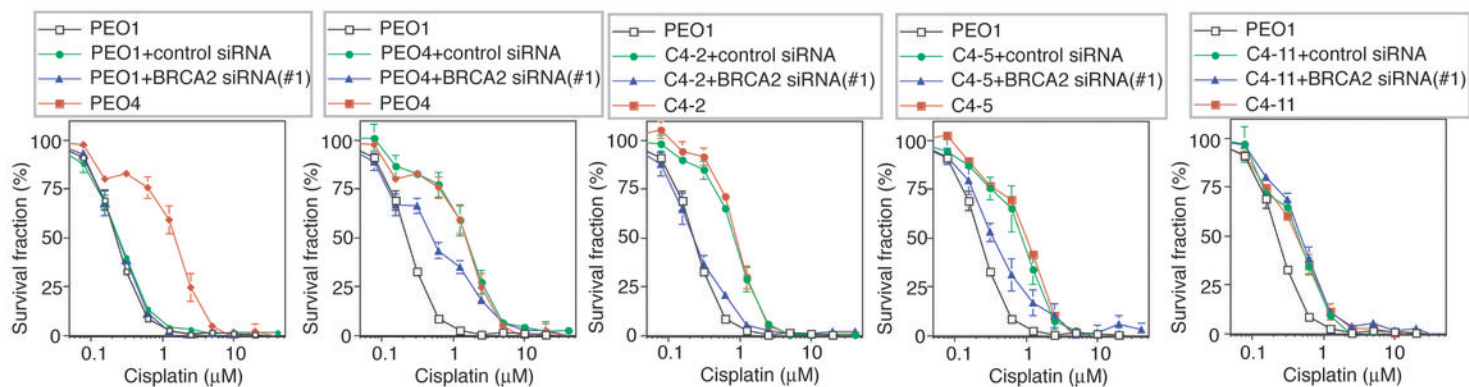 PEO1
PEO1+control siRNA
PEO1+BRCA2 siRNA(#1)
PEO4
Survival fraction (%)
100
75
50
25
0
0.1
1
10
Cisplatin (μM)
PEO1
PEO4+control siRNA
PEO4+BRCA2 siRNA(#1)
PEO4
Survival fraction (%)
100
75
50
25
0
0.1
1
10
Cisplatin (μM)
PEO1
C4-2+control siRNA
C4-2+BRCA2 siRNA(#1)
C4-2
Survival fraction (%)
100
75
50
25
0
0.1
1
10
Cisplatin (μM)
PEO1
C4-5+control siRNA
C4-5+BRCA2 siRNA(#1)
C4-5
Survival fraction (%)
100
75
50
25
0
0.1
1
10
Cisplatin (μM)
PEO1
C4-11+control siRNA
C4-11+BRCA2 siRNA(#1)
C4-11
Survival fraction (%)
100
75
50
25
0
0.1
1
10
Cisplatin (μM)